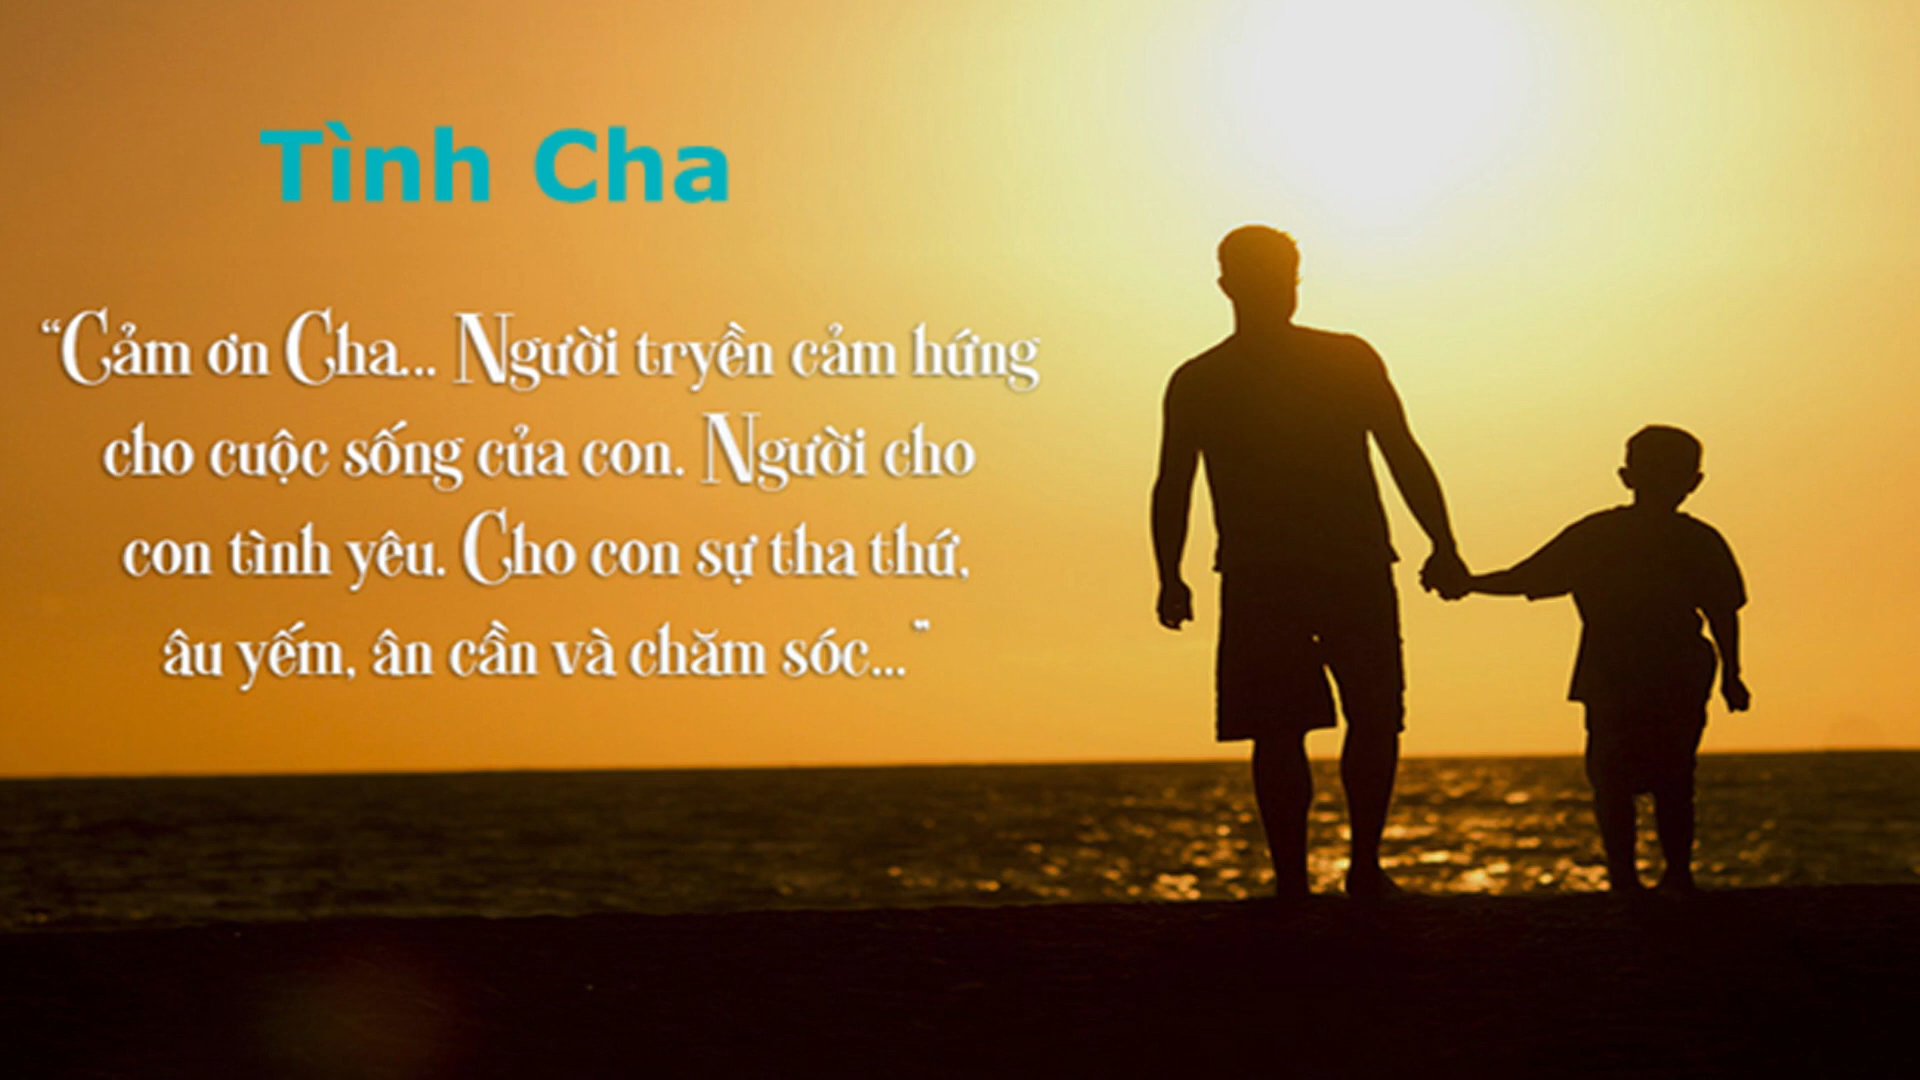 Tình Cha
“Cảm ơn Cha... Người tryền cảm hứng
cho cuộc sống của con. Người cho
con tình yêu. Cho con sự tha thứ,
âu yếm, ân cần và chăm sóc...”